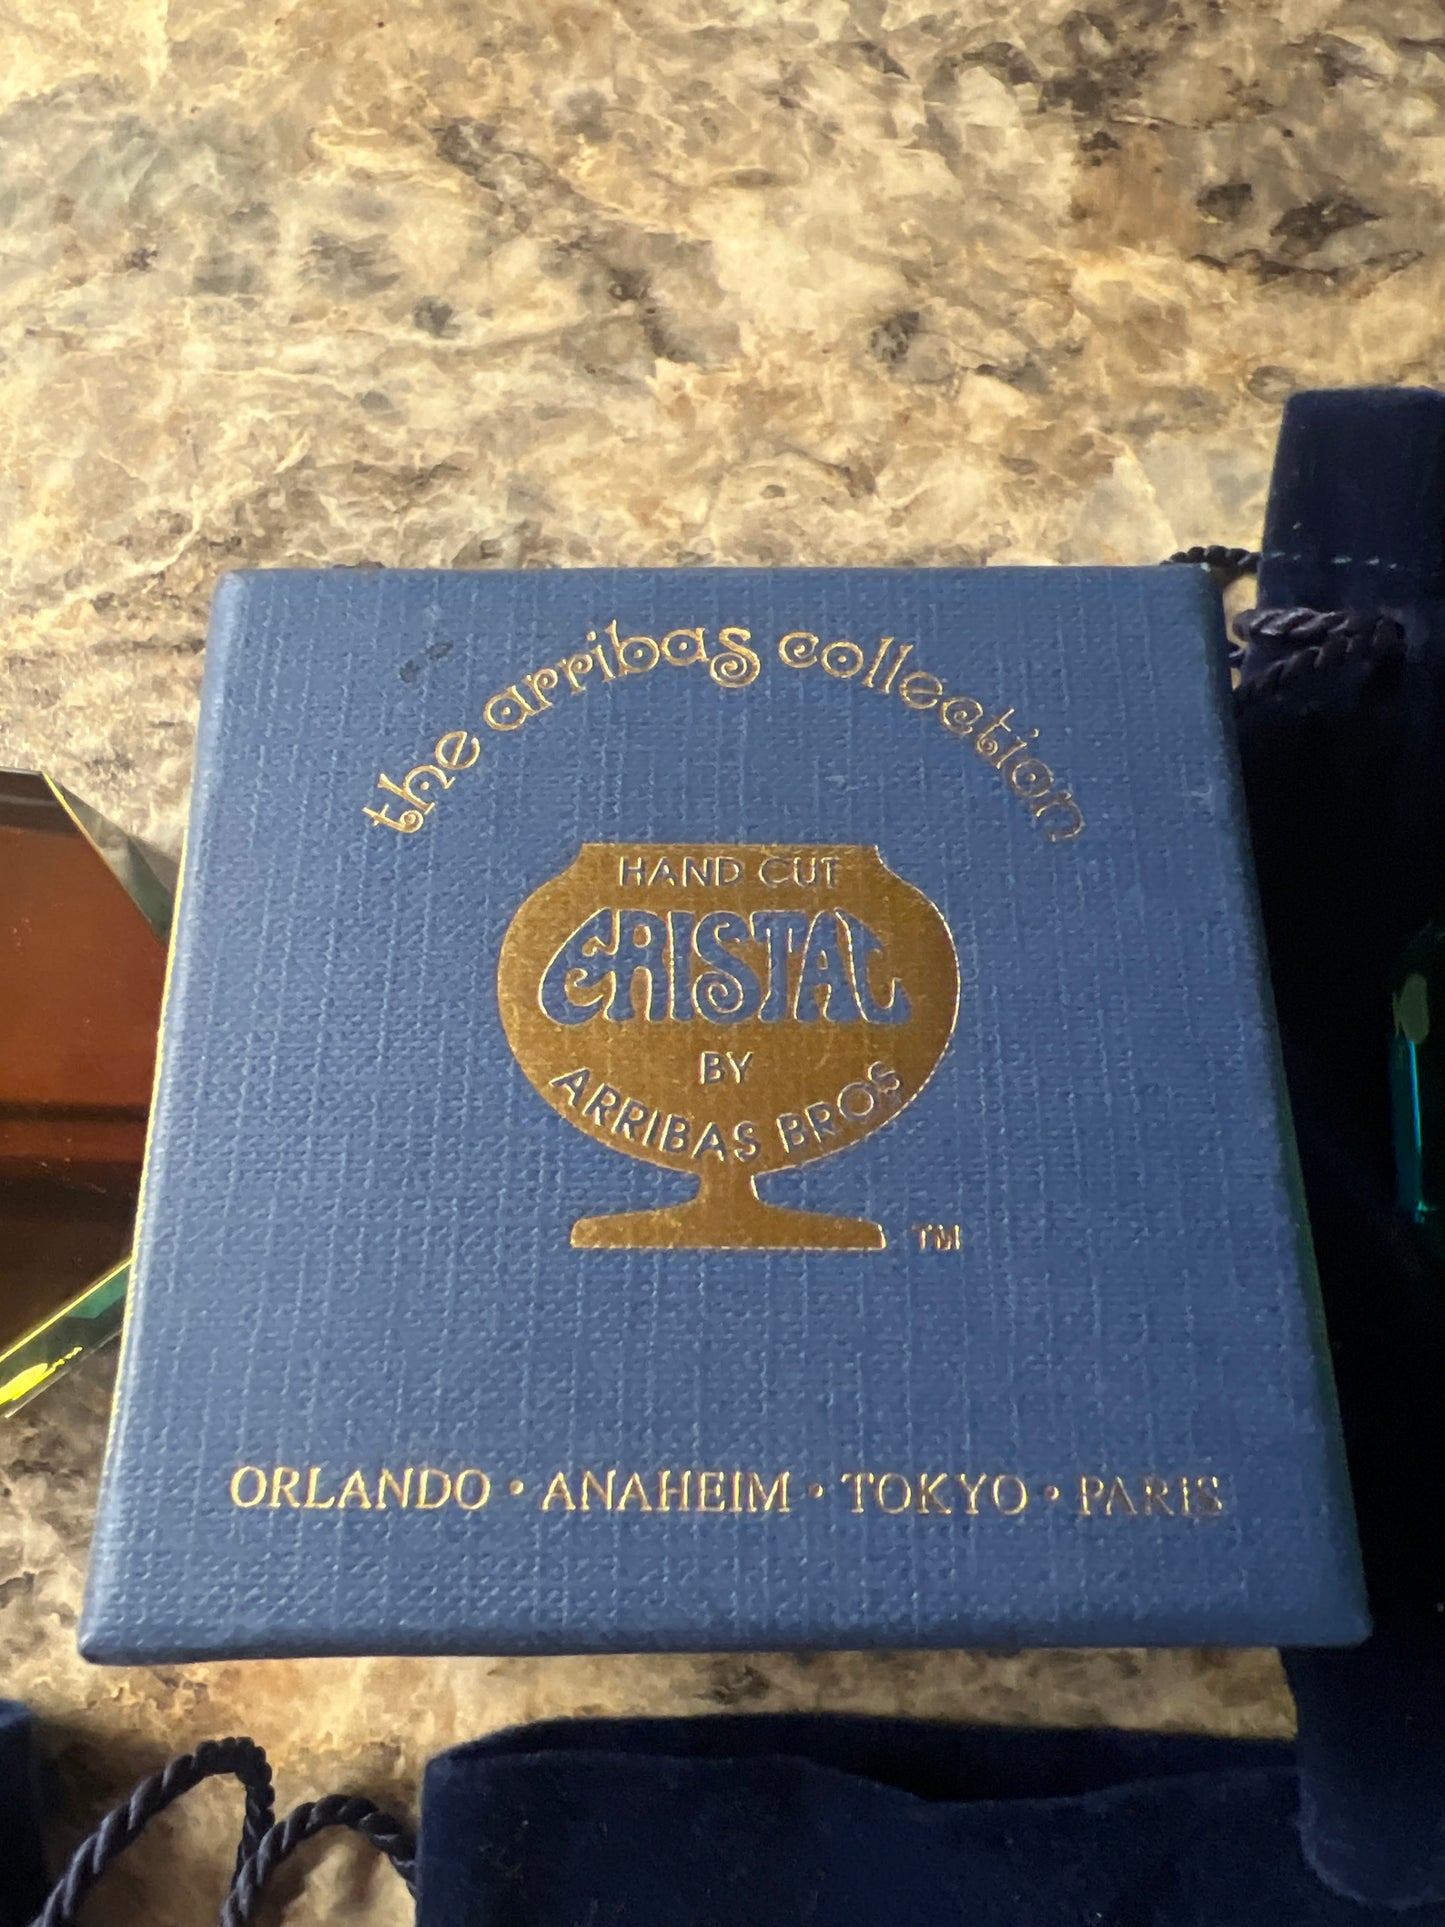 the arribas collection
HAND CUT
CRISTAL
BY
ARRIBAS BROS
TM
ORLANDO • ANAHEIM • TOKYO • PARIS